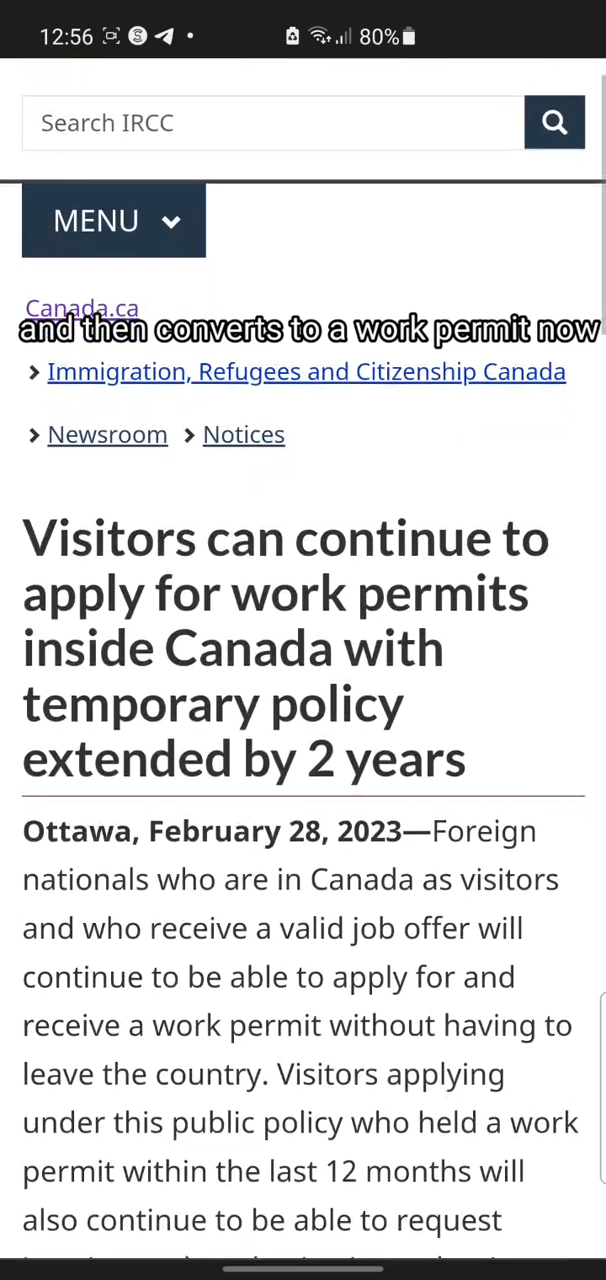 12:56
80%
Search IRCC
MENU
Canada.ca
and then converts to a work permit now
Immigration, Refugees and Citizenship Canada
Newsroom > Notices
Visitors can continue to
apply for work permits
inside Canada with
temporary policy
extended by 2 years
Ottawa, February 28, 2023—Foreign
nationals who are in Canada as visitors
and who receive a valid job offer will
continue to be able to apply for and
receive a work permit without having to
leave the country. Visitors applying
under this public policy who held a work
permit within the last 12 months will
also continue to be able to request